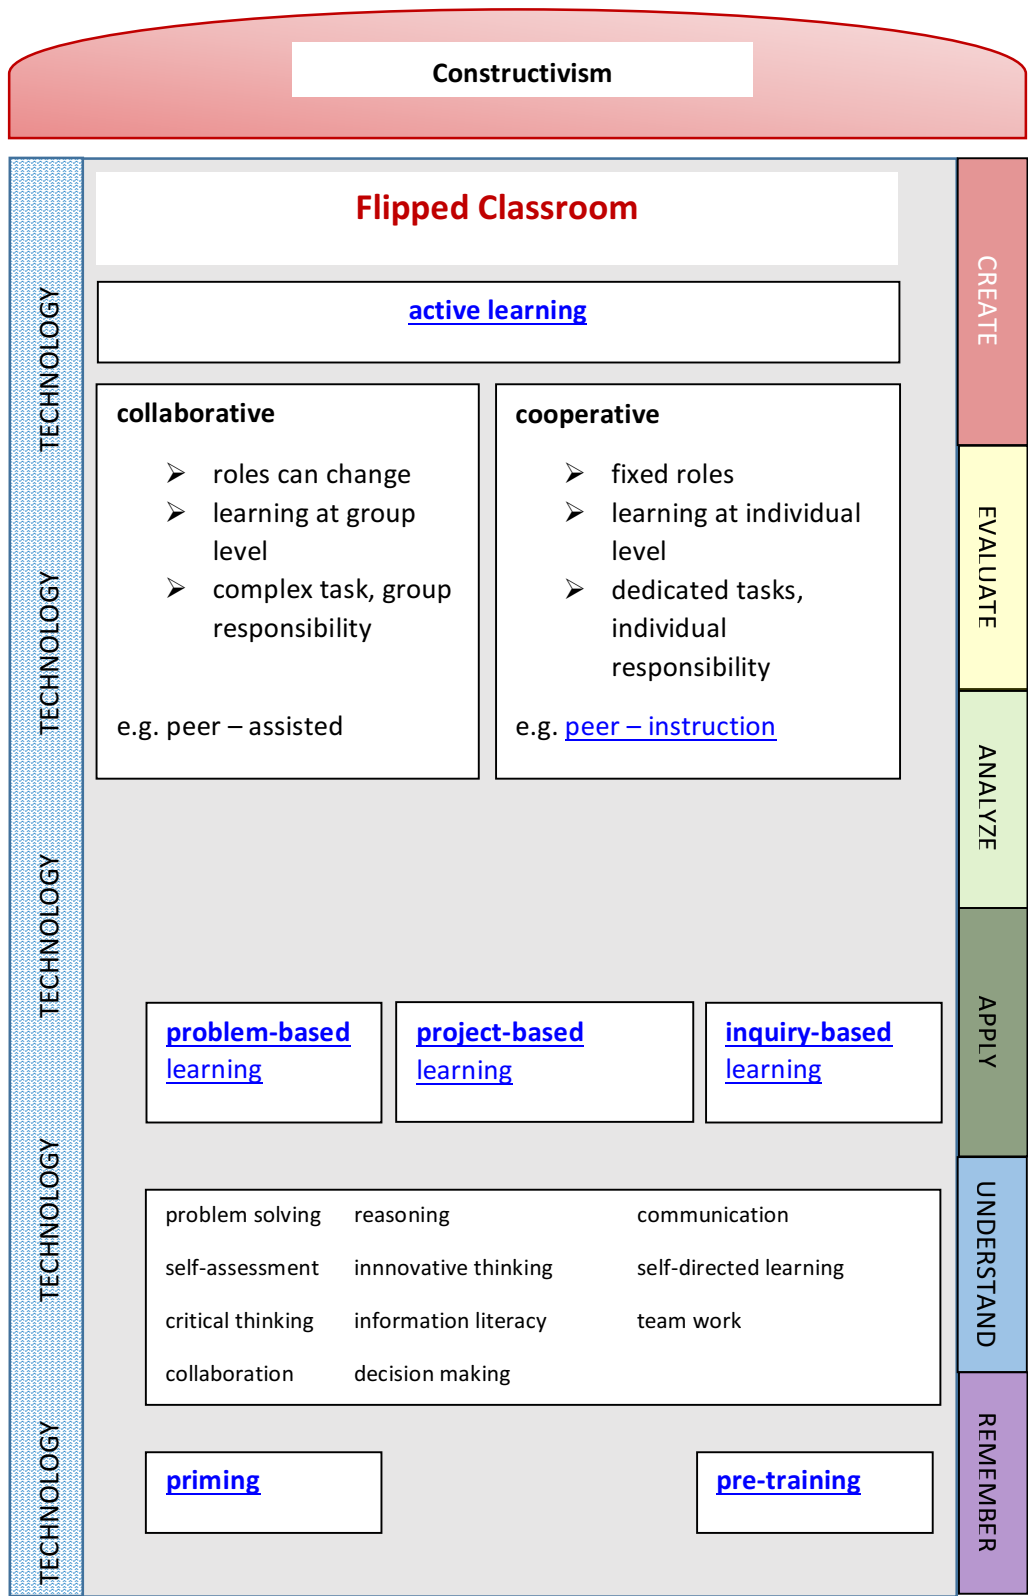 Constructivism
Flipped Classroom
active learning
collaborative
➢ roles can change
➢ learning at group
level
➢ complex task, group
responsibility
e.g. peer – assisted
cooperative
➢ fixed roles
➢ learning at individual
level
➢ dedicated tasks,
individual
responsibility
e.g. peer – instruction
problem-based
learning
project-based
learning
inquiry-based
learning
problem solving reasoning communication
self-assessment innnovative thinking self-directed learning
critical thinking information literacy team work
collaboration decision making
priming
pre-training
TECHNOLOGY
TECHNOLOGY
TECHNOLOGY
TECHNOLOGY
TECHNOLOGY
CREATE
EVALUATE
ANALYZE
APPLY
UNDERSTAND
REMEMBER